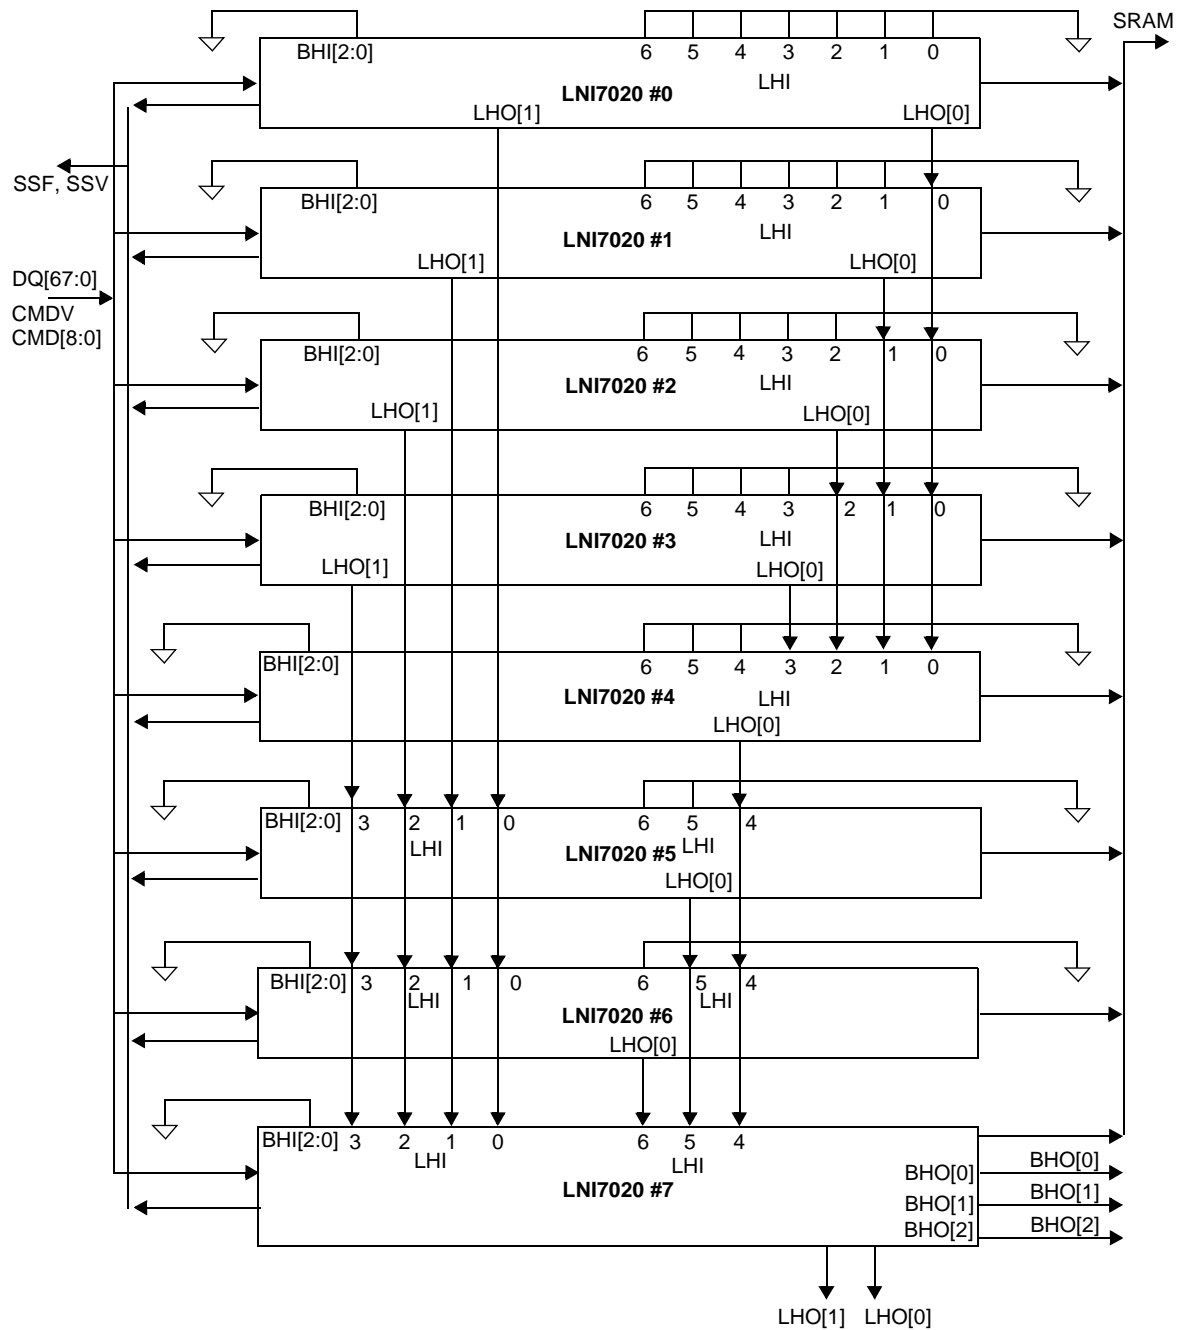 SRAM
BHI[2:0] 6 5 4 3 2 1 0
LHI
LNI7020 #0
LHO[1] LHO[0]
SSF, SSV
BHI[2:0] 6 5 4 3 2 1 0
LHI
LNI7020 #1
LHO[1] LHO[0]
DQ[67:0]
CMDV
CMD[8:0]
BHI[2:0] 6 5 4 3 2 1 0
LHI
LNI7020 #2
LHO[1] LHO[0]
BHI[2:0] 6 5 4 3 2 1 0
LHI
LNI7020 #3
LHO[1] LHO[0]
BHI[2:0] 6 5 4 3 2 1 0
LHI
LNI7020 #4
LHO[0]
BHI[2:0] 3 2 1 0 6 5 4
LHI LHI
LNI7020 #5
LHO[0]
BHI[2:0] 3 2 1 0 6 5 4
LHI LHI
LNI7020 #6
LHO[0]
BHI[2:0] 3 2 1 0 6 5 4
LHI LHI
LNI7020 #7
BHO[0] BHO[0]
BHO[1] BHO[1]
BHO[2] BHO[2]
LHO[1] LHO[0]